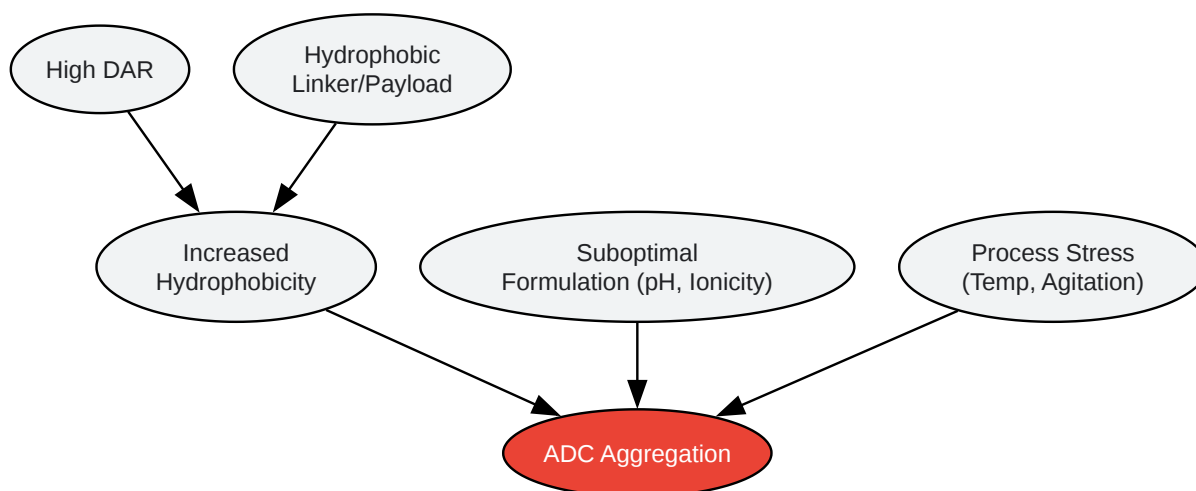 High DAR
Hydrophobic
Linker/Payload
Increased
Hydrophobicity
Suboptimal
Formulation (pH, Ionicity)
Process Stress
(Temp, Agitation)
ADC Aggregation